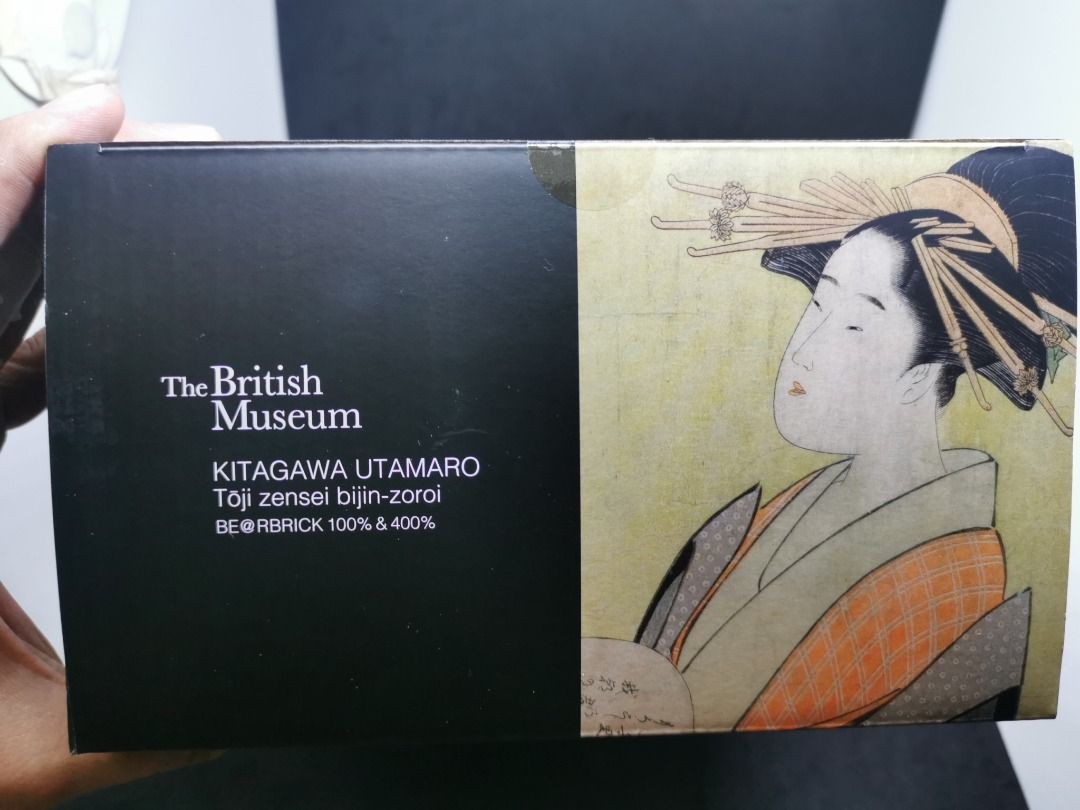 The British
Museum
KITAGAWA UTAMARO
Tōji zensei bijin-zoroi
BE@RBRICK 100% & 400%